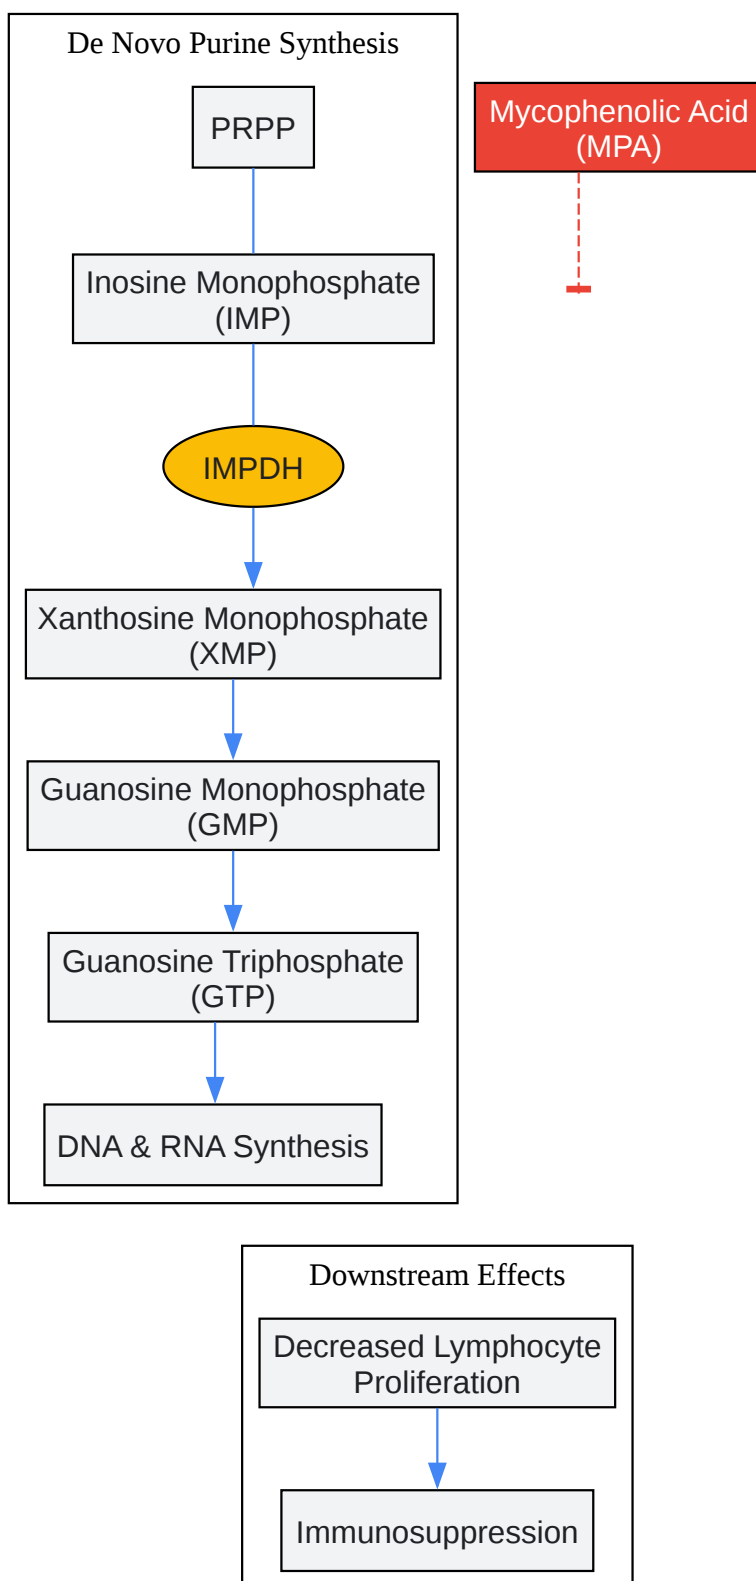 De Novo Purine Synthesis
PRPP
Mycophenolic Acid
(MPA)
Inosine Monophosphate
(IMP)
IMPDH
Xanthosine Monophosphate
(XMP)
Guanosine Monophosphate
(GMP)
Guanosine Triphosphate
(GTP)
DNA & RNA Synthesis
Downstream Effects
Decreased Lymphocyte
Proliferation
Immunosuppression